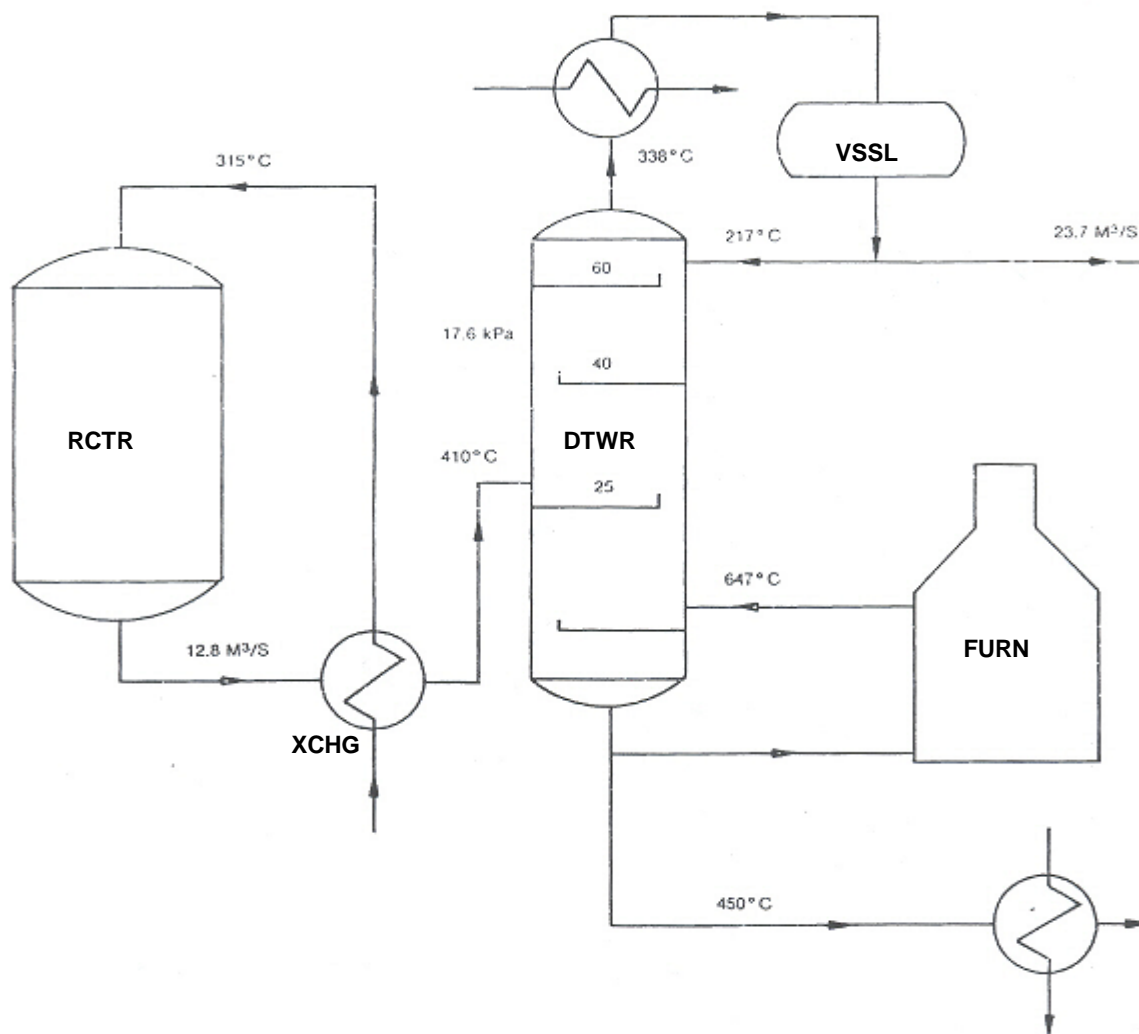 VSSL
315°C
338°C
217°C
23.7 M³/S
60
17.6 kPa
40
RCTR
DTWR
410°C
25
647°C
12.8 M³/S
FURN
XCHG
450°C